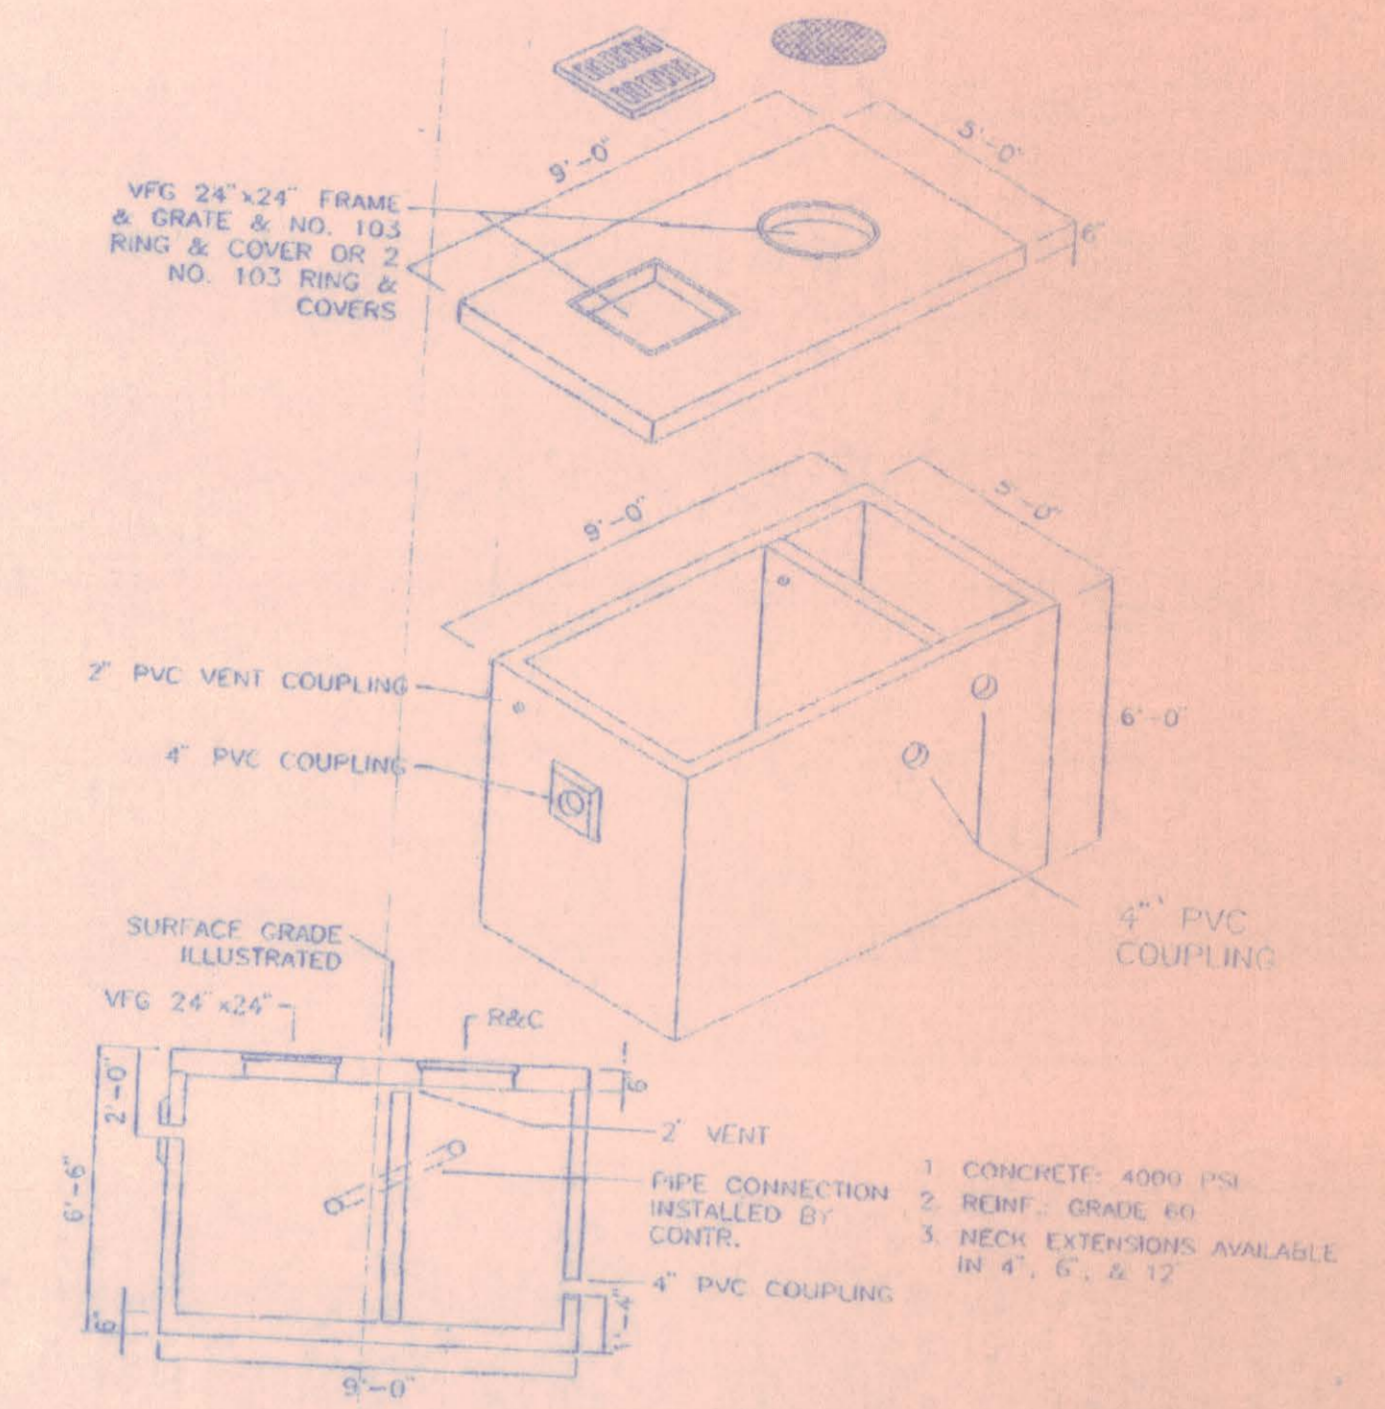 9'-0"
5'-0"
VFG 24"x24" FRAME
& GRATE & NO. 103
RING & COVER OR 2
NO. 103 RING &
COVERS
6"
9'-0"
5'-0"
2" PVC VENT COUPLING
4" PVC COUPLING
6'-0"
4" PVC
COUPLING
SURFACE GRADE
ILLUSTRATED
VFG 24"x24"
R&C
2'-0"
6
2" VENT
6'-6"
PIPE CONNECTION
INSTALLED BY
CONTR.
4" PVC COUPLING
6"
1'-4"
9'-0"
1 CONCRETE: 4000 PSI
2. REINF.: GRADE 60
3. NECK EXTENSIONS AVAILABLE
IN 4", 6", & 12"